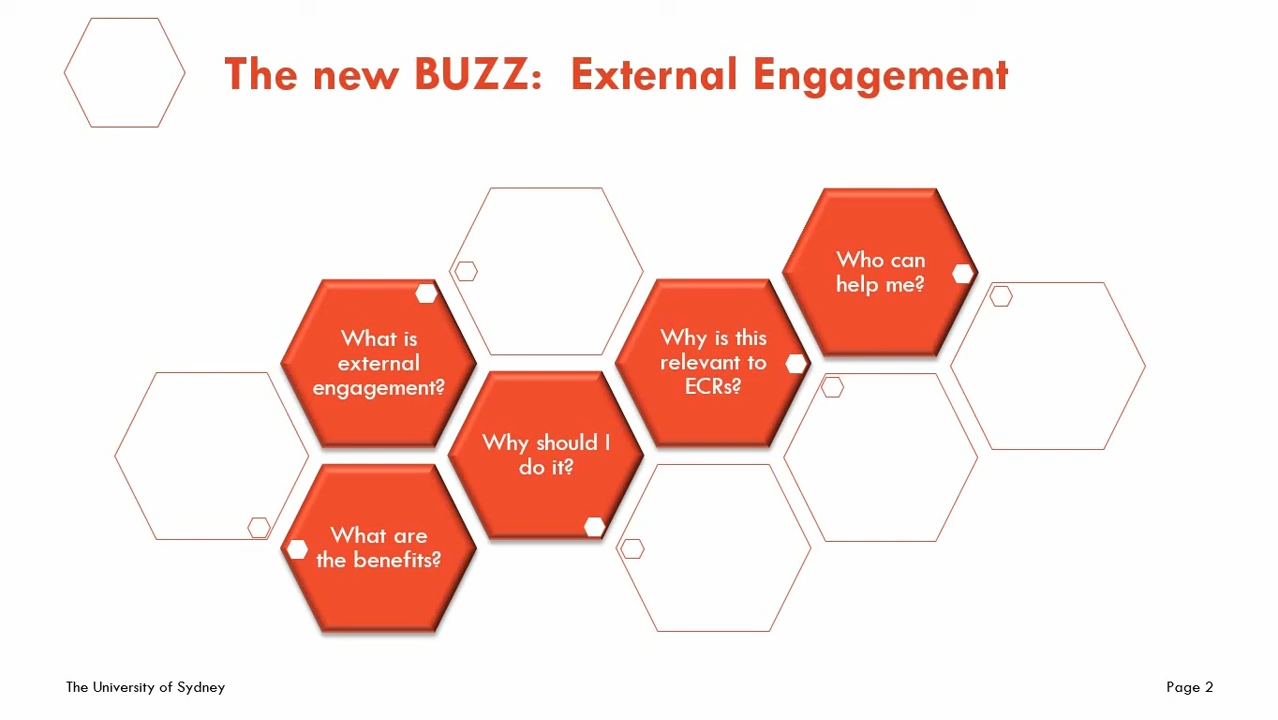 The new BUZZ:  External Engagement
What is
external
engagement?
What are
the benefits?
Why should I
do it?
Why is this
relevant to
ECRs?
Who can
help me?
The University of Sydney
Page 2